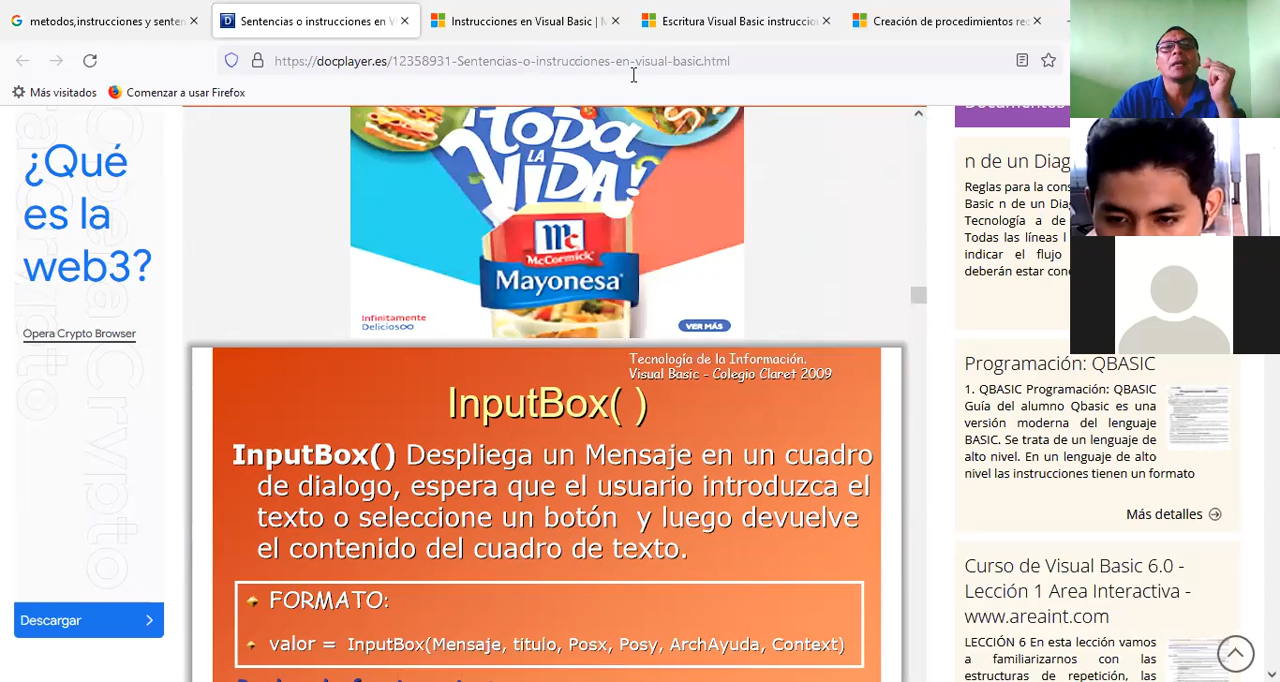 metodos,instrucciones y senten
Sentencias o instrucciones en V
Instrucciones en Visual Basic | M
Escritura Visual Basic instruccio
Creación de procedimientos re
https://docplayer.es/12358931-Sentencias-o-instrucciones-en-visual-basic.html
Más visitados
Comenzar a usar Firefox
¿Qué
es la
web3?
Opera Crypto Browser
Descargar
TODA
LA
VIDA!
Mc
McCormick
Mayonesa
Infinitamente
Delicios
VER MÁS
Tecnología de la Información.
Visual Basic - Colegio Claret 2009
InputBox( )
InputBox() Despliega un Mensaje en un cuadro
de dialogo, espera que el usuario introduzca el
texto o seleccione un botón y luego devuelve
el contenido del cuadro de texto.
FORMATO:
valor = InputBox(Mensaje, titulo, Posx, Posy, ArchAyuda, Context)
Documentos
n de un Diag
Reglas para la cons
Basic n de un Dia
Tecnología a de
Todas las líneas l
indicar el flujo
deberán estar cone
Programación: QBASIC
1. QBASIC Programación: QBASIC
Guía del alumno Qbasic es una
versión moderna del lenguaje
BASIC. Se trata de un lenguaje de
alto nivel. En un lenguaje de alto
nivel las instrucciones tienen un formato
Más detalles
Curso de Visual Basic 6.0 -
Lección 1 Area Interactiva -
www.areaint.com
LECCIÓN 6 En esta lección vamos
a familiarizarnos con las
estructuras de repetición, las